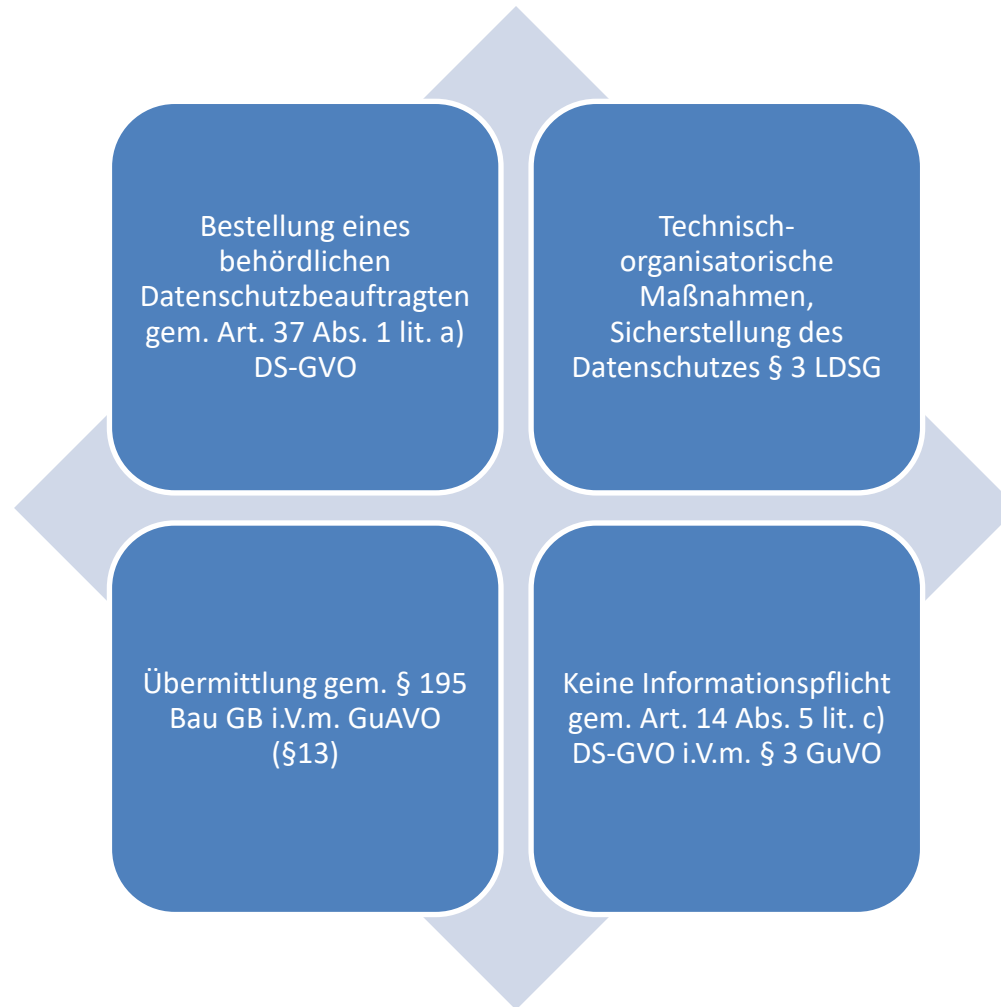 Bestellung eines
behördlichen
Datenschutzbeauftragten
gem. Art. 37 Abs. 1 lit. a)
DS-GVO
Technisch-
organisatorische
Maßnahmen,
Sicherstellung des
Datenschutzes § 3 LDSG
Übermittlung gem. § 195
Bau GB i.V.m. GuAVO
(§13)
Keine Informationspflicht
gem. Art. 14 Abs. 5 lit. c)
DS-GVO i.V.m. § 3 GuVO